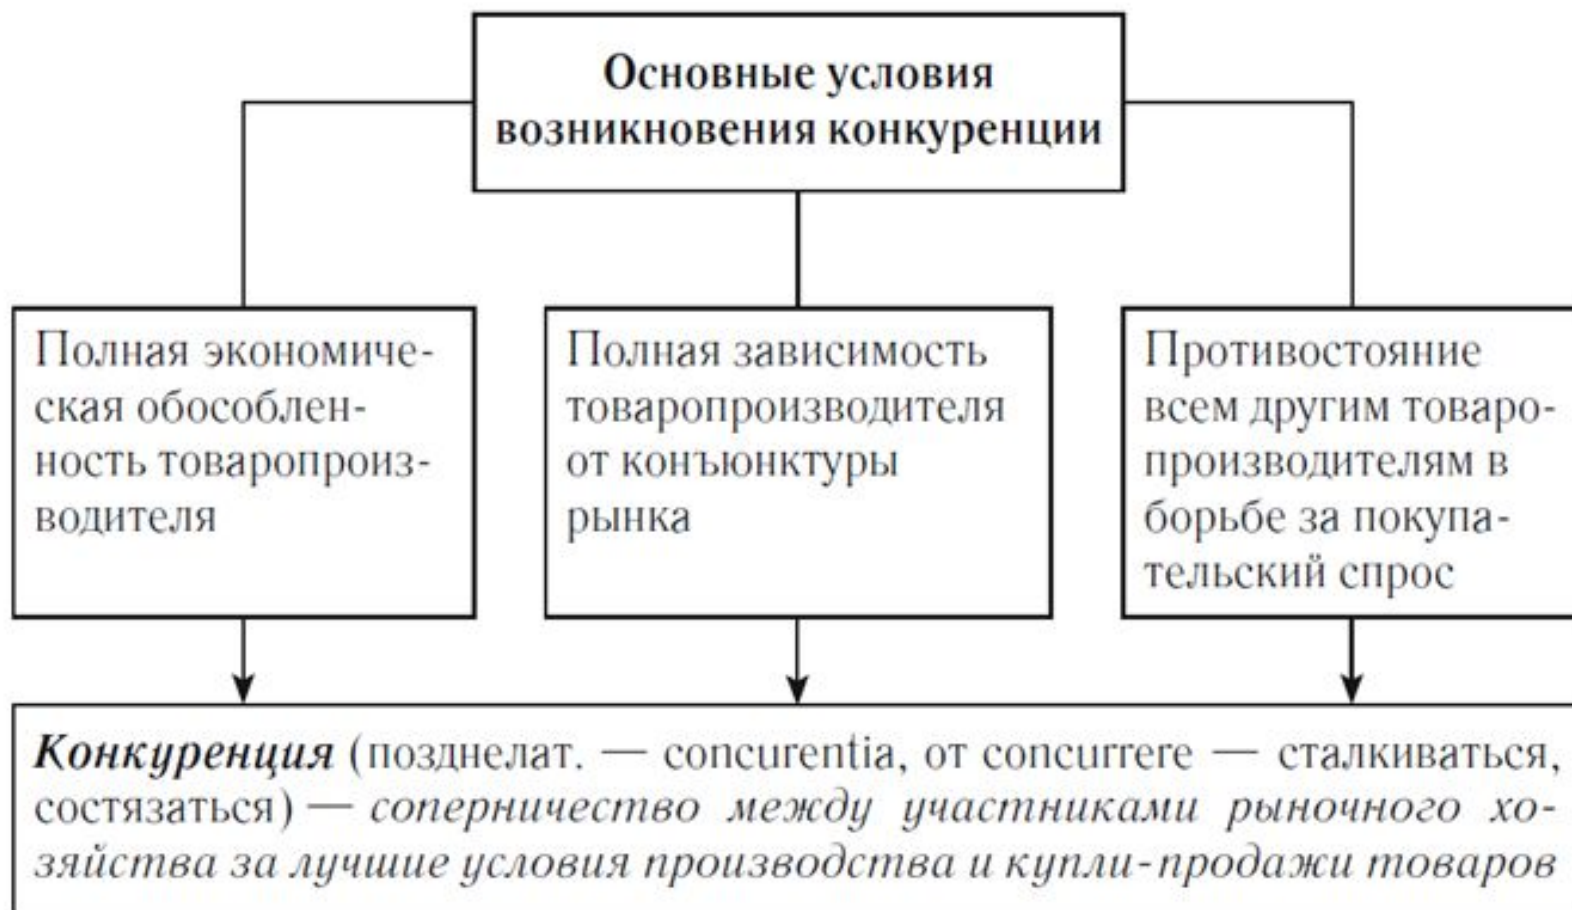 Основные условия
возникновения конкуренции
Полная экономиче-
ская обособлен-
ность товаропроиз-
водителя
Полная зависимость
товаропроизводителя
от конъюнктуры
рынка
Противостояние
всем другим товаро-
производителям в
борьбе за покупа-
тельский спрос
Конкуренция (позднелат. — concurentia, от concurrere — сталкиваться,
состязаться) — соперничество между участниками рыночного хо-
зяйства за лучшие условия производства и купли-продажи товаров